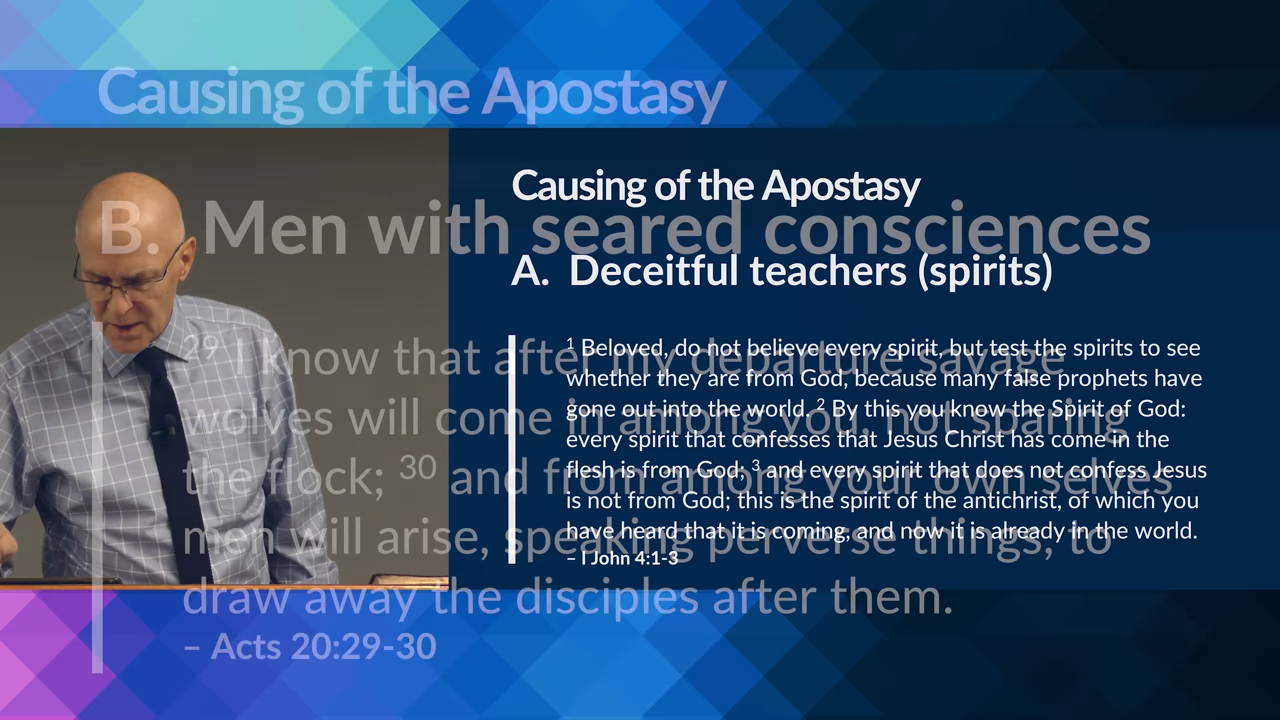 Causing of the Apostasy
B. Men with seared consciences
29 I know that after my departure savage
wolves will come in among you, not sparing
the flock; 30 and from among your own selves
men will arise, speaking perverse things, to
draw away the disciples after them.
– Acts 20:29-30
Causing of the Apostasy
A. Deceitful teachers (spirits)
1 Beloved, do not believe every spirit, but test the spirits to see
whether they are from God, because many false prophets have
gone out into the world. 2 By this you know the Spirit of God:
every spirit that confesses that Jesus Christ has come in the
flesh is from God; 3 and every spirit that does not confess Jesus
is not from God; this is the spirit of the antichrist, of which you
have heard that it is coming, and now it is already in the world.
– I John 4:1-3